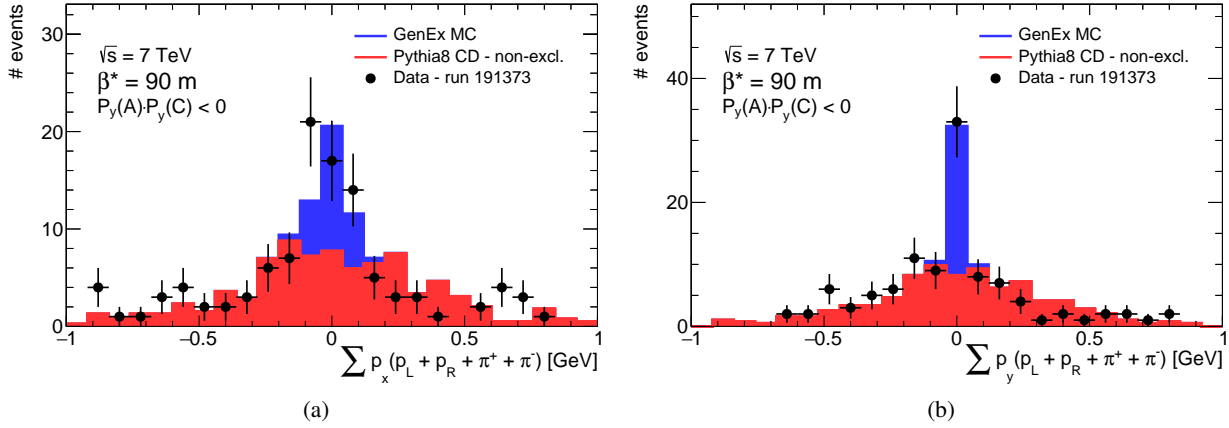 # events
30
20
10
0
√s = 7 TeV
β* = 90 m
Py(A)·Py(C) < 0
GenEx MC
Pythia8 CD - non-excl.
Data - run 191373
−1 −0.5 0 0.5 1
∑ px(pL + pR + π+ + π-) [GeV]
(a)
# events
40
20
0
√s = 7 TeV
β* = 90 m
Py(A)·Py(C) < 0
GenEx MC
Pythia8 CD - non-excl.
Data - run 191373
−1 −0.5 0 0.5 1
∑ py(pL + pR + π+ + π-) [GeV]
(b)